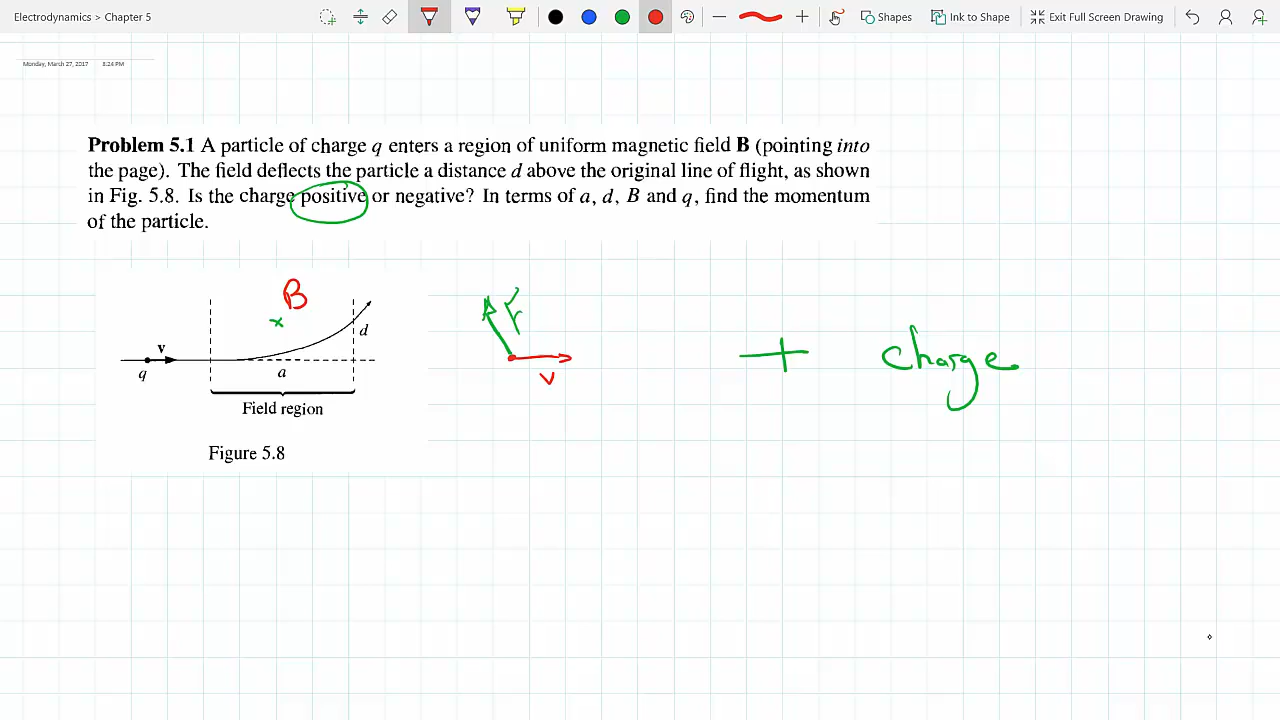 Electrodynamics > Chapter 5
Shapes
Ink to Shape
Exit Full Screen Drawing
Monday, March 27, 2017 8:24 PM
Problem 5.1 A particle of charge q enters a region of uniform magnetic field B (pointing into
the page). The field deflects the particle a distance d above the original line of flight, as shown
in Fig. 5.8. Is the charge positive or negative? In terms of a, d, B and q, find the momentum
of the particle.
B
x
v
d
q
a
Field region
Figure 5.8
F
v
+ charge